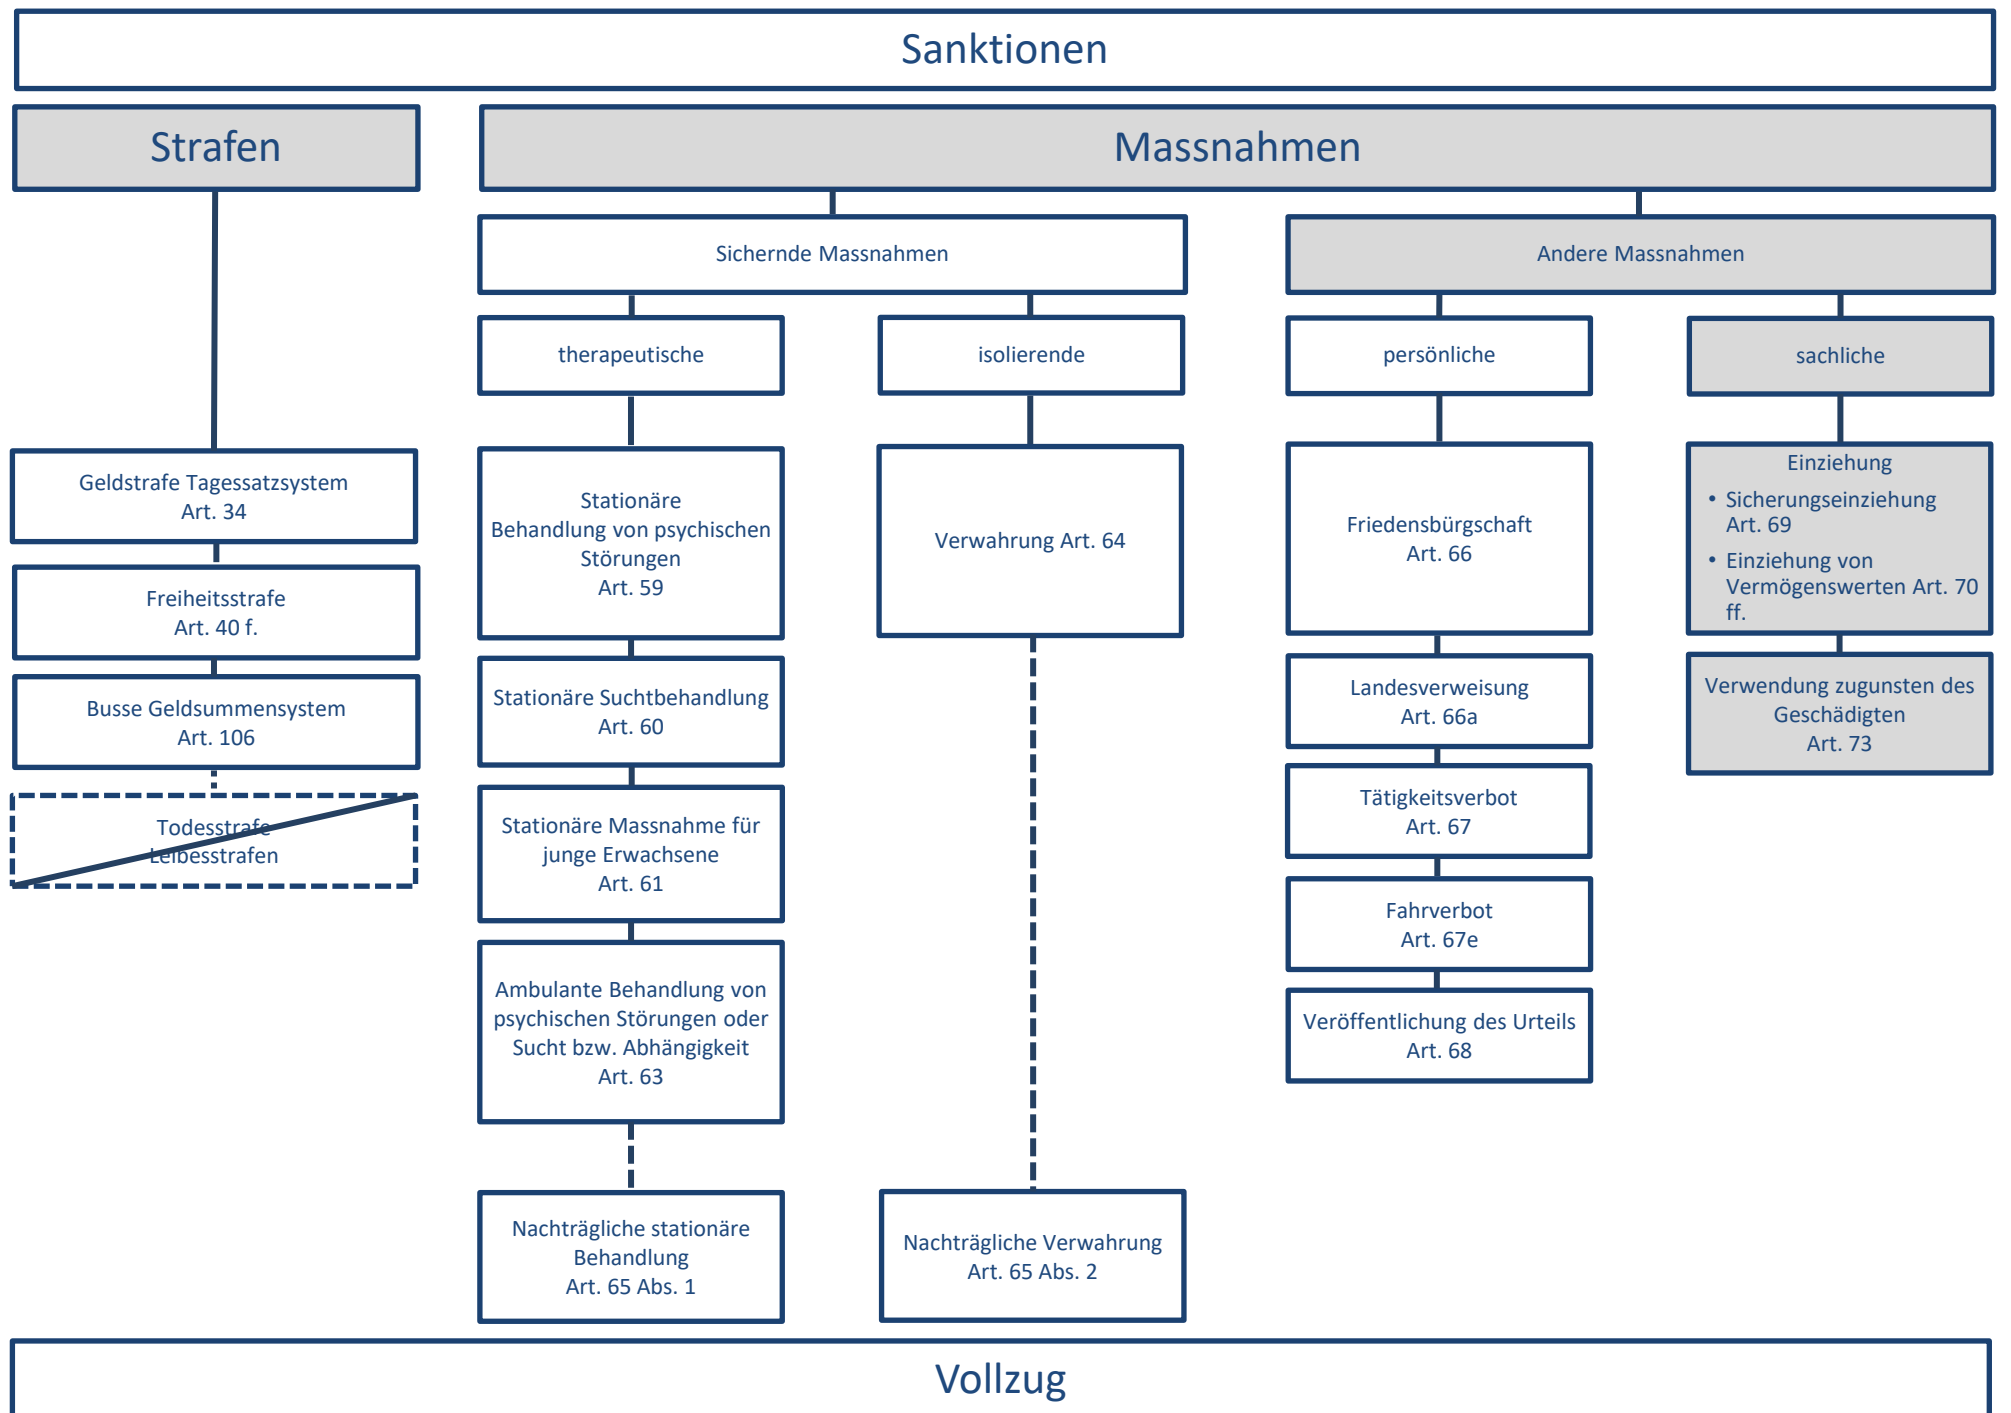 Sanktionen
Strafen
Massnahmen
Sichernde Massnahmen
Andere Massnahmen
therapeutische
isolierende
persönliche
sachliche
Geldstrafe Tagessatzsystem
Art. 34
Freiheitsstrafe
Art. 40 f.
Busse Geldsummensystem
Art. 106
Todesstrafe
Leibesstrafen
Stationäre
Behandlung von psychischen
Störungen
Art. 59
Stationäre Suchtbehandlung
Art. 60
Stationäre Massnahme für
junge Erwachsene
Art. 61
Ambulante Behandlung von
psychischen Störungen oder
Sucht bzw. Abhängigkeit
Art. 63
Nachträgliche stationäre
Behandlung
Art. 65 Abs. 1
Verwahrung Art. 64
Nachträgliche Verwahrung
Art. 65 Abs. 2
Friedensbürgschaft
Art. 66
Landesverweisung
Art. 66a
Tätigkeitsverbot
Art. 67
Fahrverbot
Art. 67e
Veröffentlichung des Urteils
Art. 68
Einziehung
• Sicherungseinziehung
Art. 69
• Einziehung von
Vermögenswerten Art. 70
ff.
Verwendung zugunsten des
Geschädigten
Art. 73
Vollzug